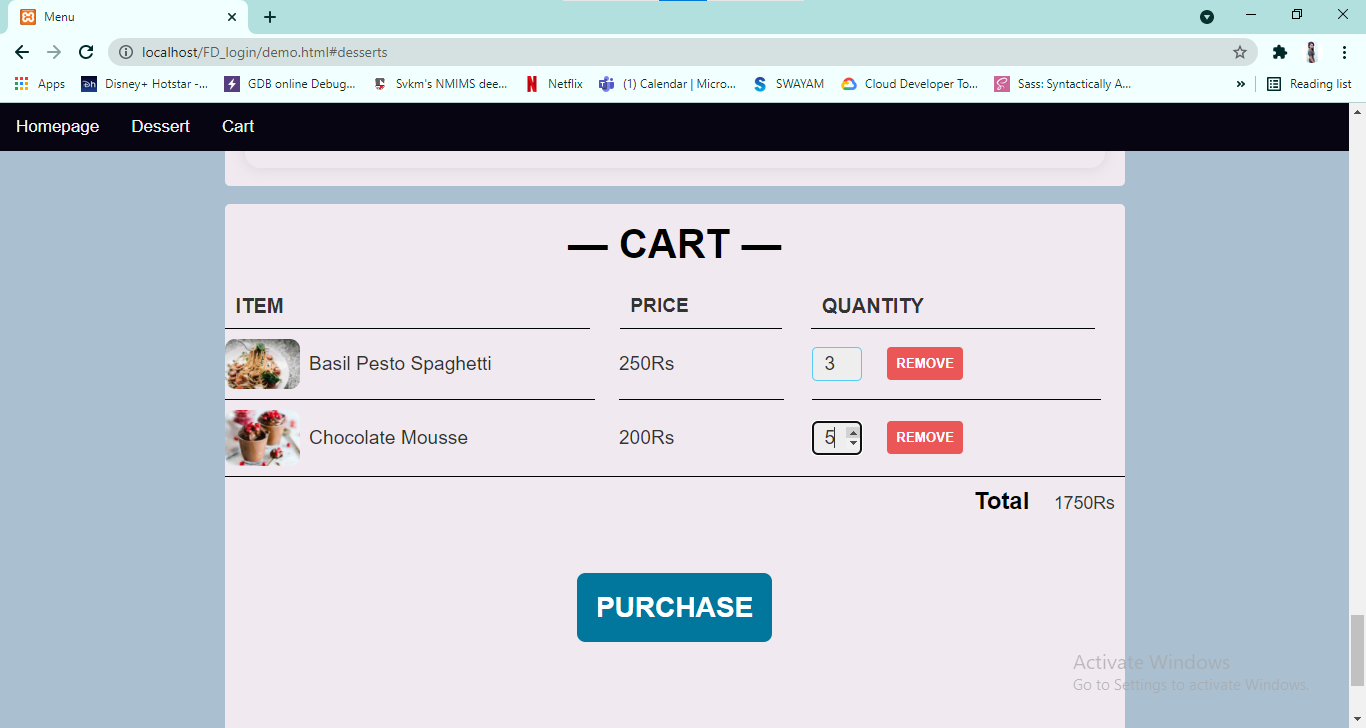 Menu
localhost/FD_login/demo.html#desserts
Apps Disney+ Hotstar -... GDB online Debug... Svkm's NMIMS dee... Netflix (1) Calendar | Micro... SWAYAM Cloud Developer To... Sass: Syntactically A... » Reading list
Homepage Dessert Cart
— CART —
ITEM PRICE QUANTITY
Basil Pesto Spaghetti 250Rs 3 REMOVE
Chocolate Mousse 200Rs 5 REMOVE
Total 1750Rs
PURCHASE
Activate Windows
Go to Settings to activate Windows.